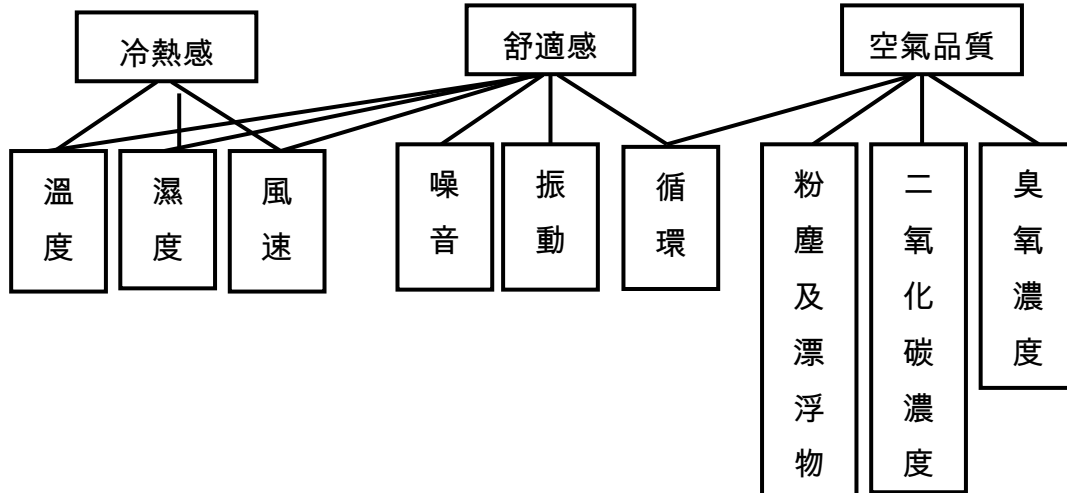 冷熱感
舒適感
空氣品質
溫度
濕度
風速
噪音
振動
循環
粉塵及漂浮物
二氧化碳濃度
臭氧濃度